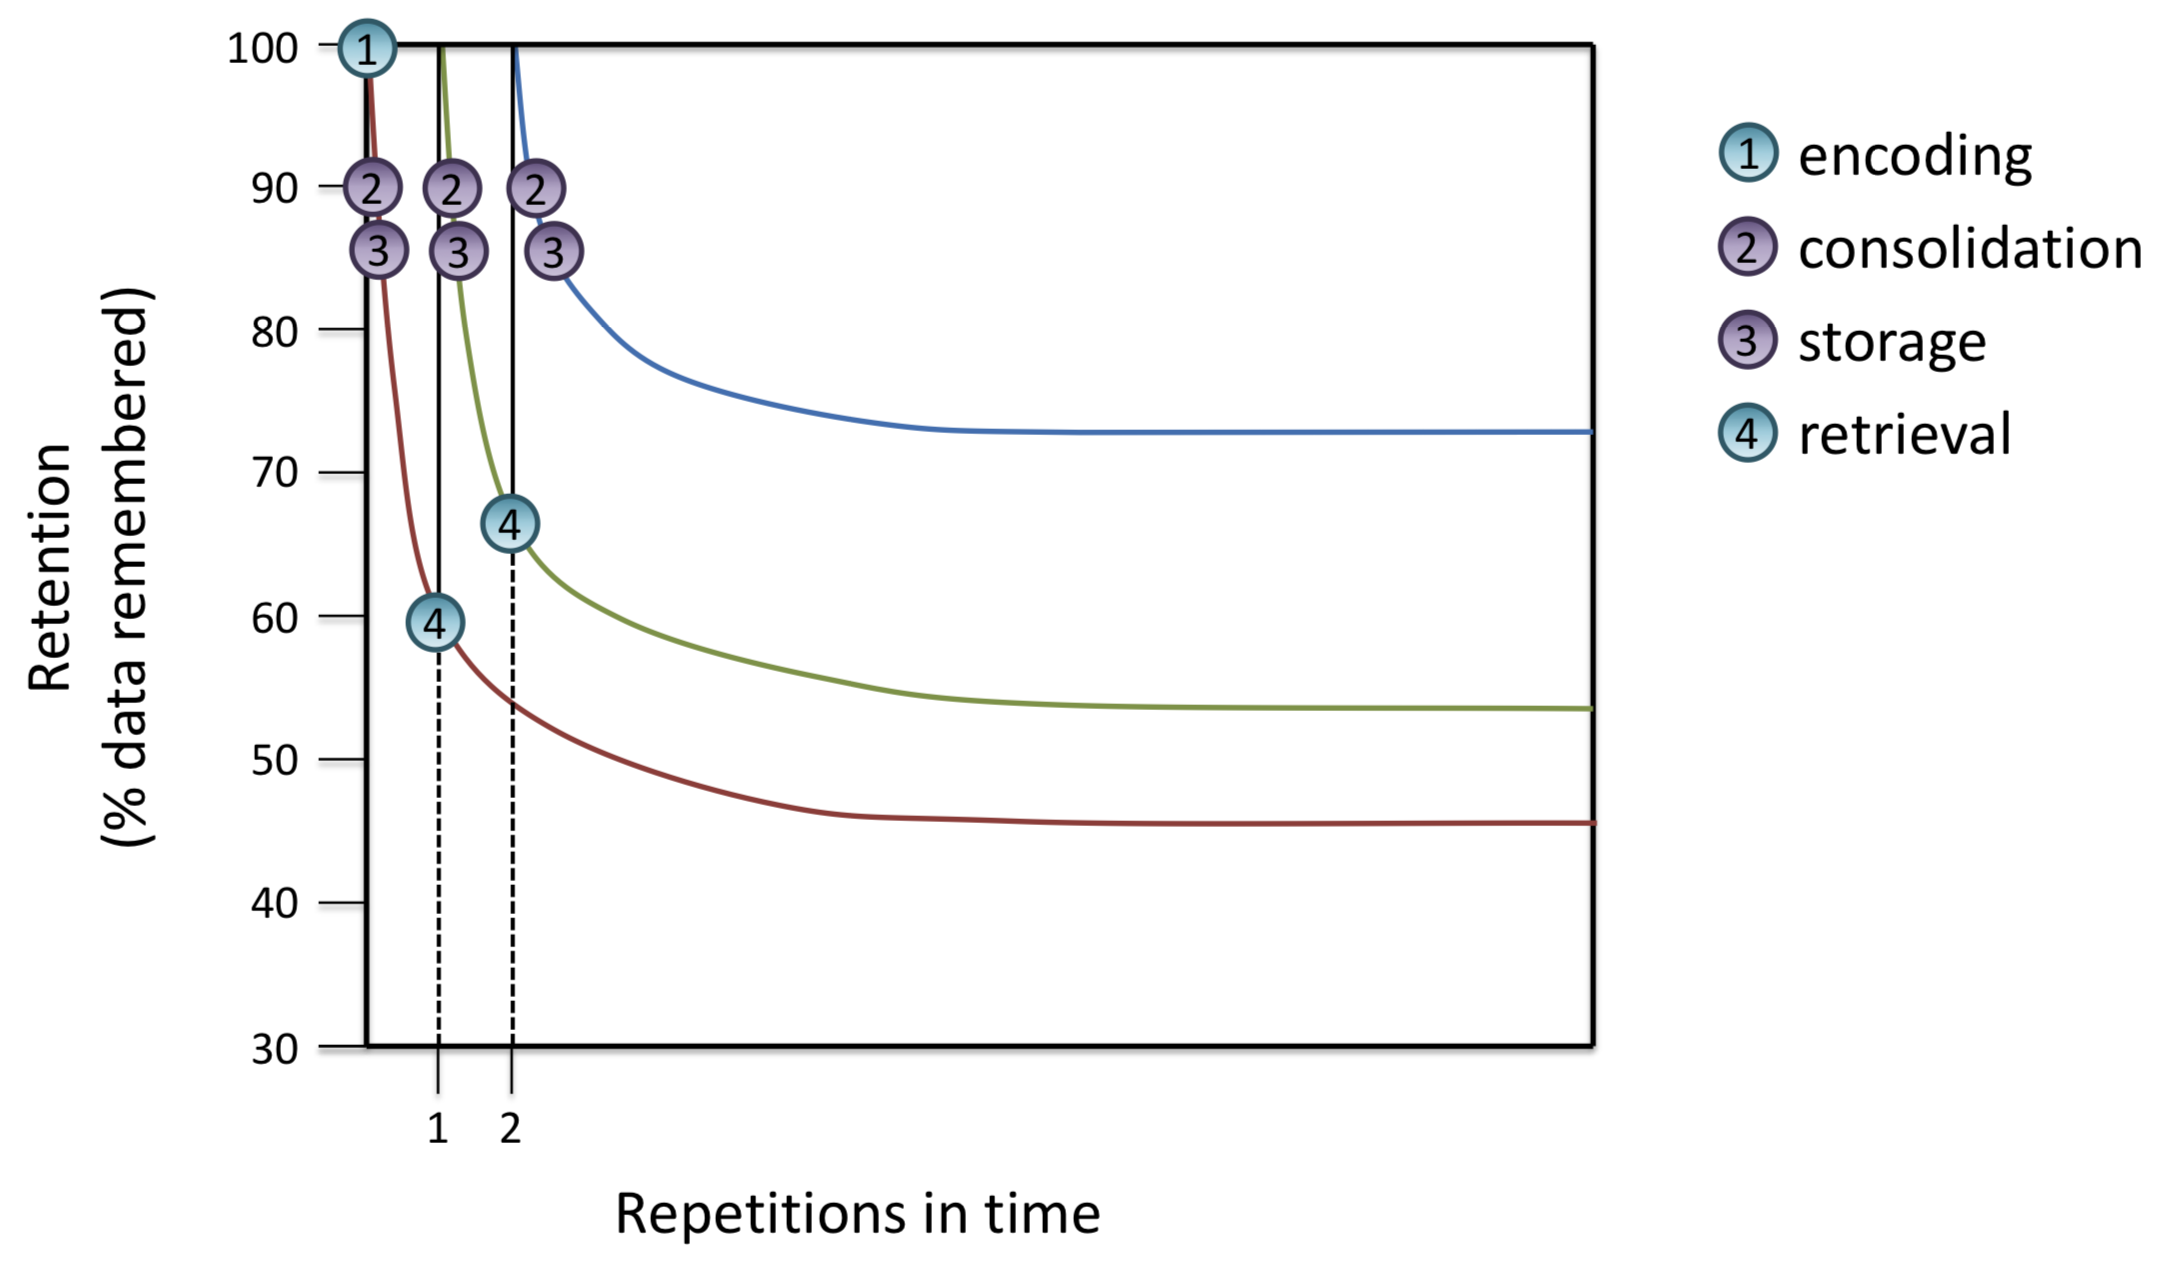 100
90
80
70
60
50
40
30
Retention
(% data remembered)
1
2
3
2
3
2
3
4
4
1
2
Repetitions in time
1 encoding
2 consolidation
3 storage
4 retrieval